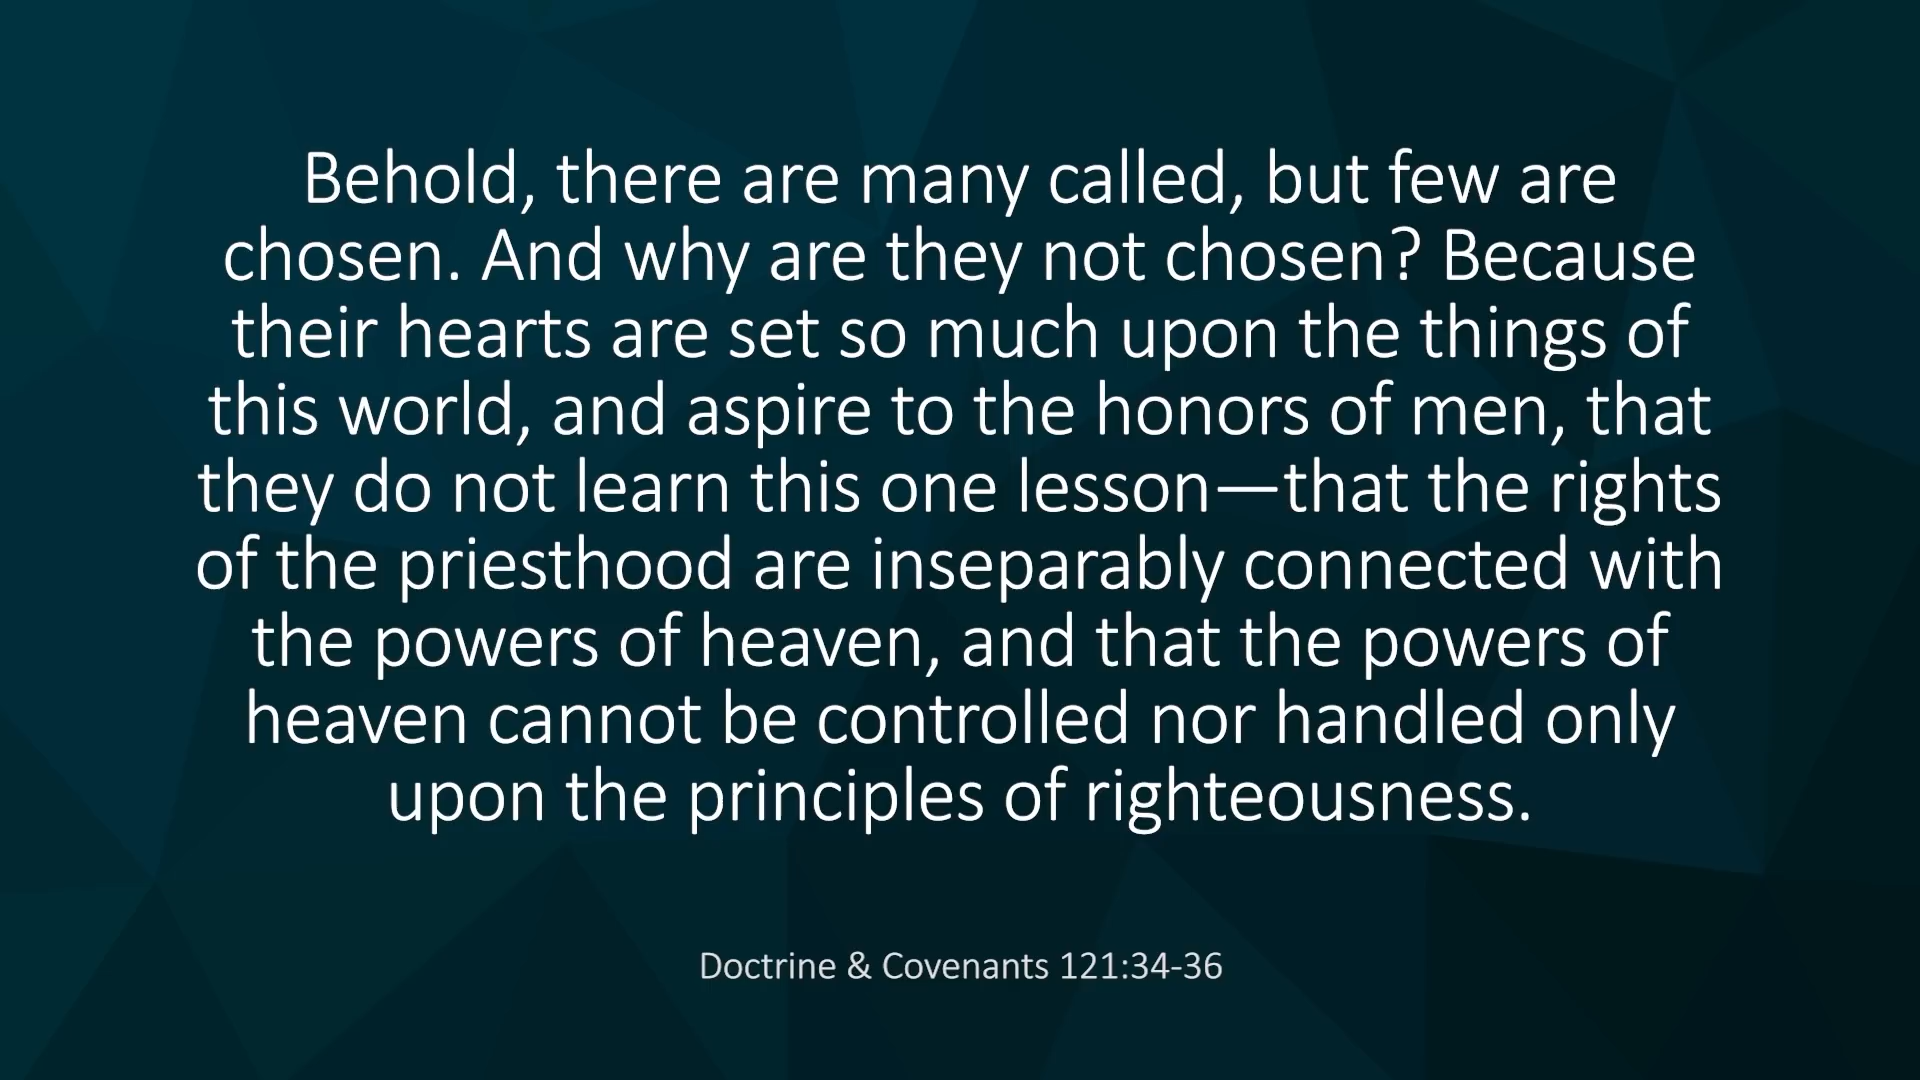 Behold, there are many called, but few are
chosen. And why are they not chosen? Because
their hearts are set so much upon the things of
this world, and aspire to the honors of men, that
they do not learn this one lesson—that the rights
of the priesthood are inseparably connected with
the powers of heaven, and that the powers of
heaven cannot be controlled nor handled only
upon the principles of righteousness.
Doctrine & Covenants 121:34-36